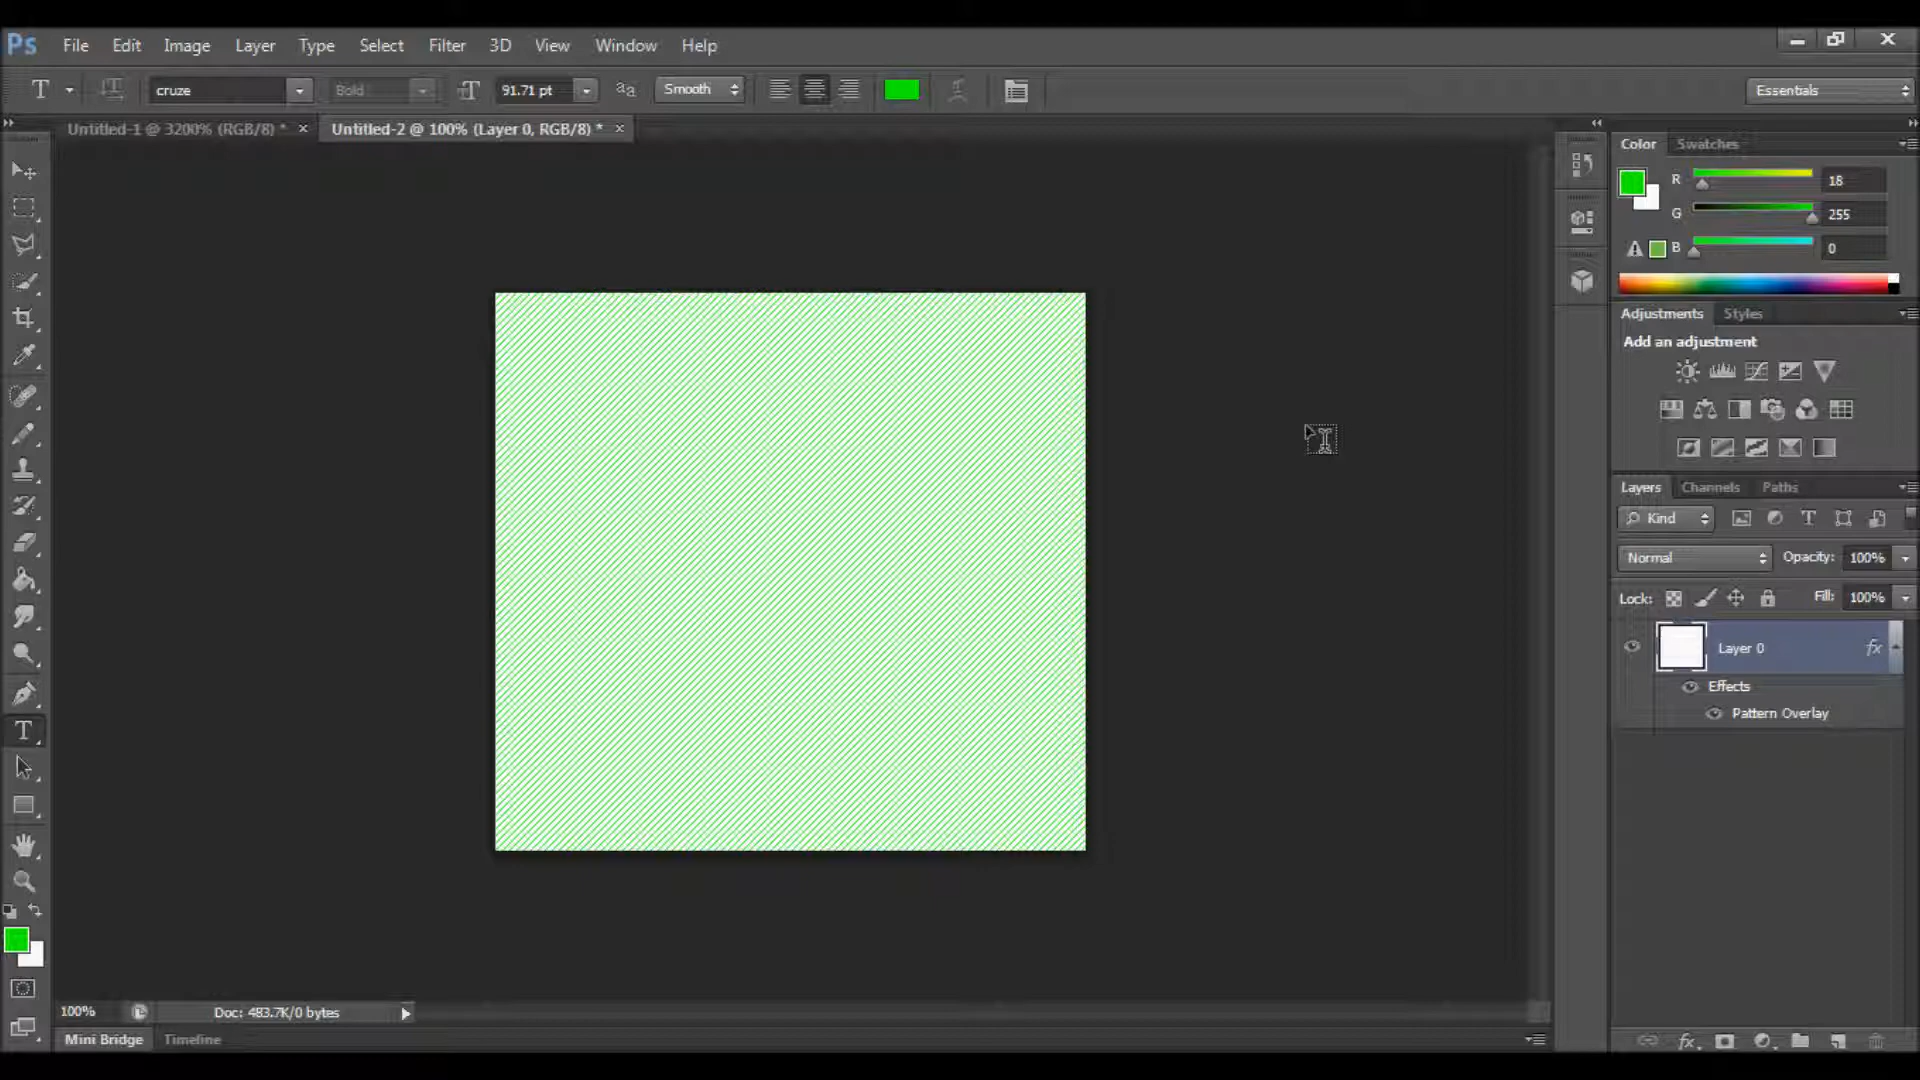 Ps File Edit Image Layer Type Select Filter 3D View Window Help
T cruze Bold T 91.71 pt aa Smooth Essentials
Untitled-1 @ 3200% (RGB/8) * × Untitled-2 @ 100% (Layer 0, RGB/8) * ×
Color Swatches
R 18
G 255
B 0
Adjustments Styles
Add an adjustment
Layers Channels Paths
Kind T
Normal Opacity: 100%
Lock: Fill: 100%
Layer 0 fx
Effects
Pattern Overlay
T
100% Doc: 483.7K/0 bytes
Mini Bridge Timeline
fx